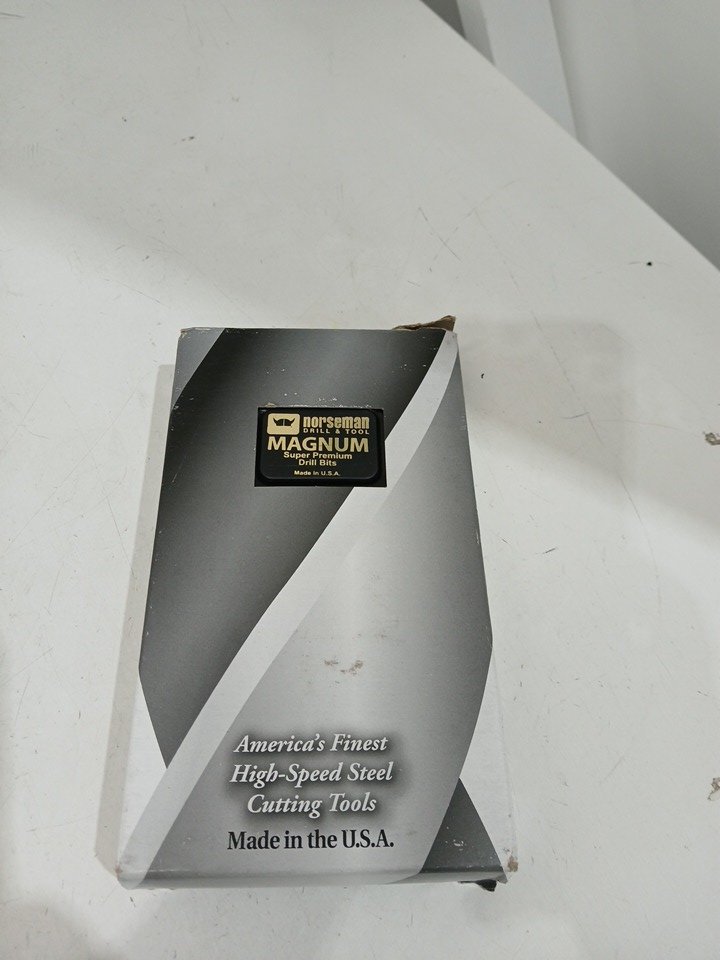 norseman
DRILL & TOOL
MAGNUM
Super Premium
Drill Bits
Made in U.S.A.
America's Finest
High-Speed Steel
Cutting Tools
Made in the U.S.A.